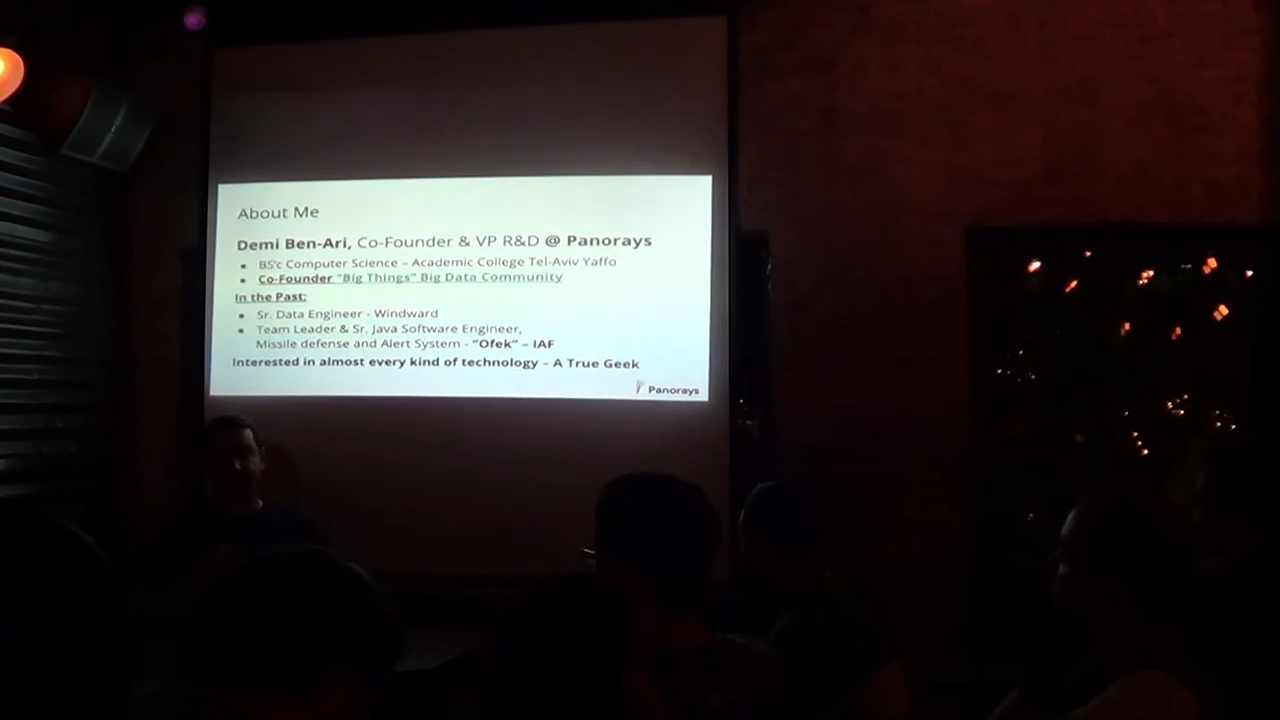 About Me
Demi Ben-Ari, Co-Founder & VP R&D @ Panorays
BS'c Computer Science – Academic College Tel-Aviv Yaffo
Co-Founder "Big Things" Big Data Community
In the Past:
Sr. Data Engineer - Windward
Team Leader & Sr. Java Software Engineer,
Missile defense and Alert System - "Ofek" – IAF
Interested in almost every kind of technology – A True Geek
Panorays